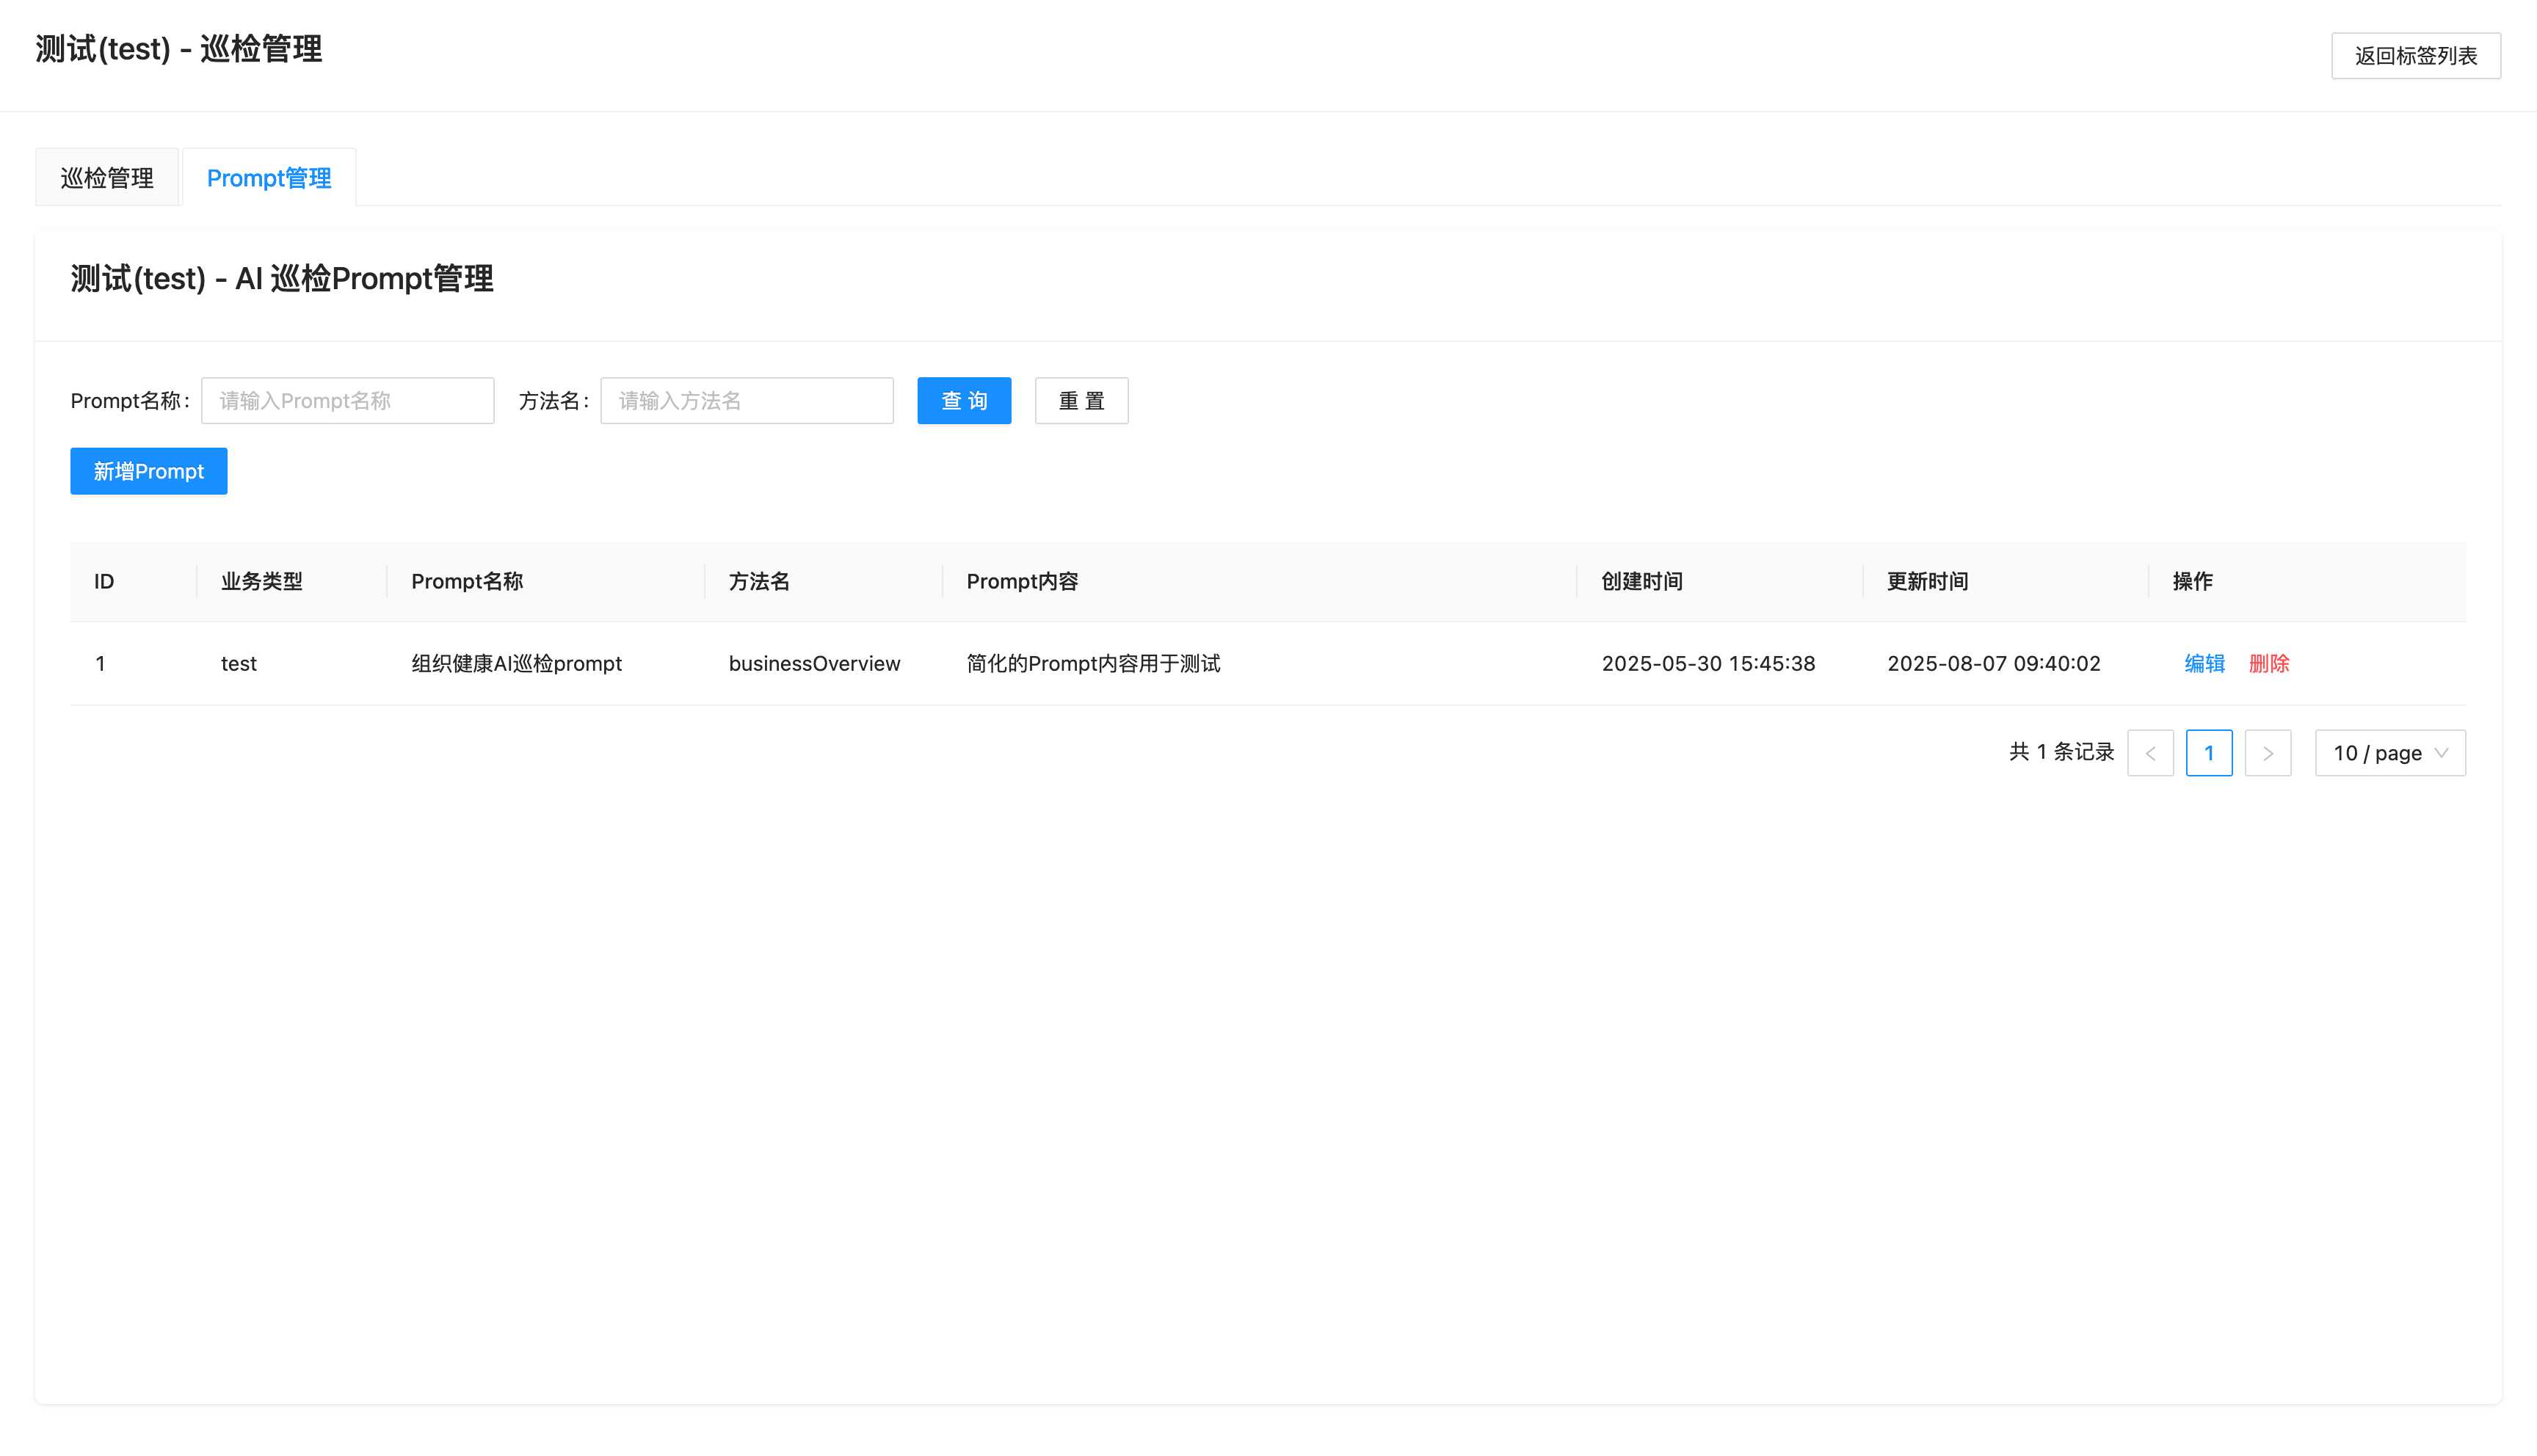 测试(test) - 巡检管理
返回标签列表
巡检管理 Prompt管理
测试(test) - AI 巡检Prompt管理
Prompt名称: 请输入Prompt名称 方法名: 请输入方法名 查 询 重 置
新增Prompt
ID 业务类型 Prompt名称 方法名 Prompt内容 创建时间 更新时间 操作
1 test 组织健康AI巡检prompt businessOverview 简化的Prompt内容用于测试 2025-05-30 15:45:38 2025-08-07 09:40:02 编辑 删除
共 1 条记录 < 1 > 10 / page